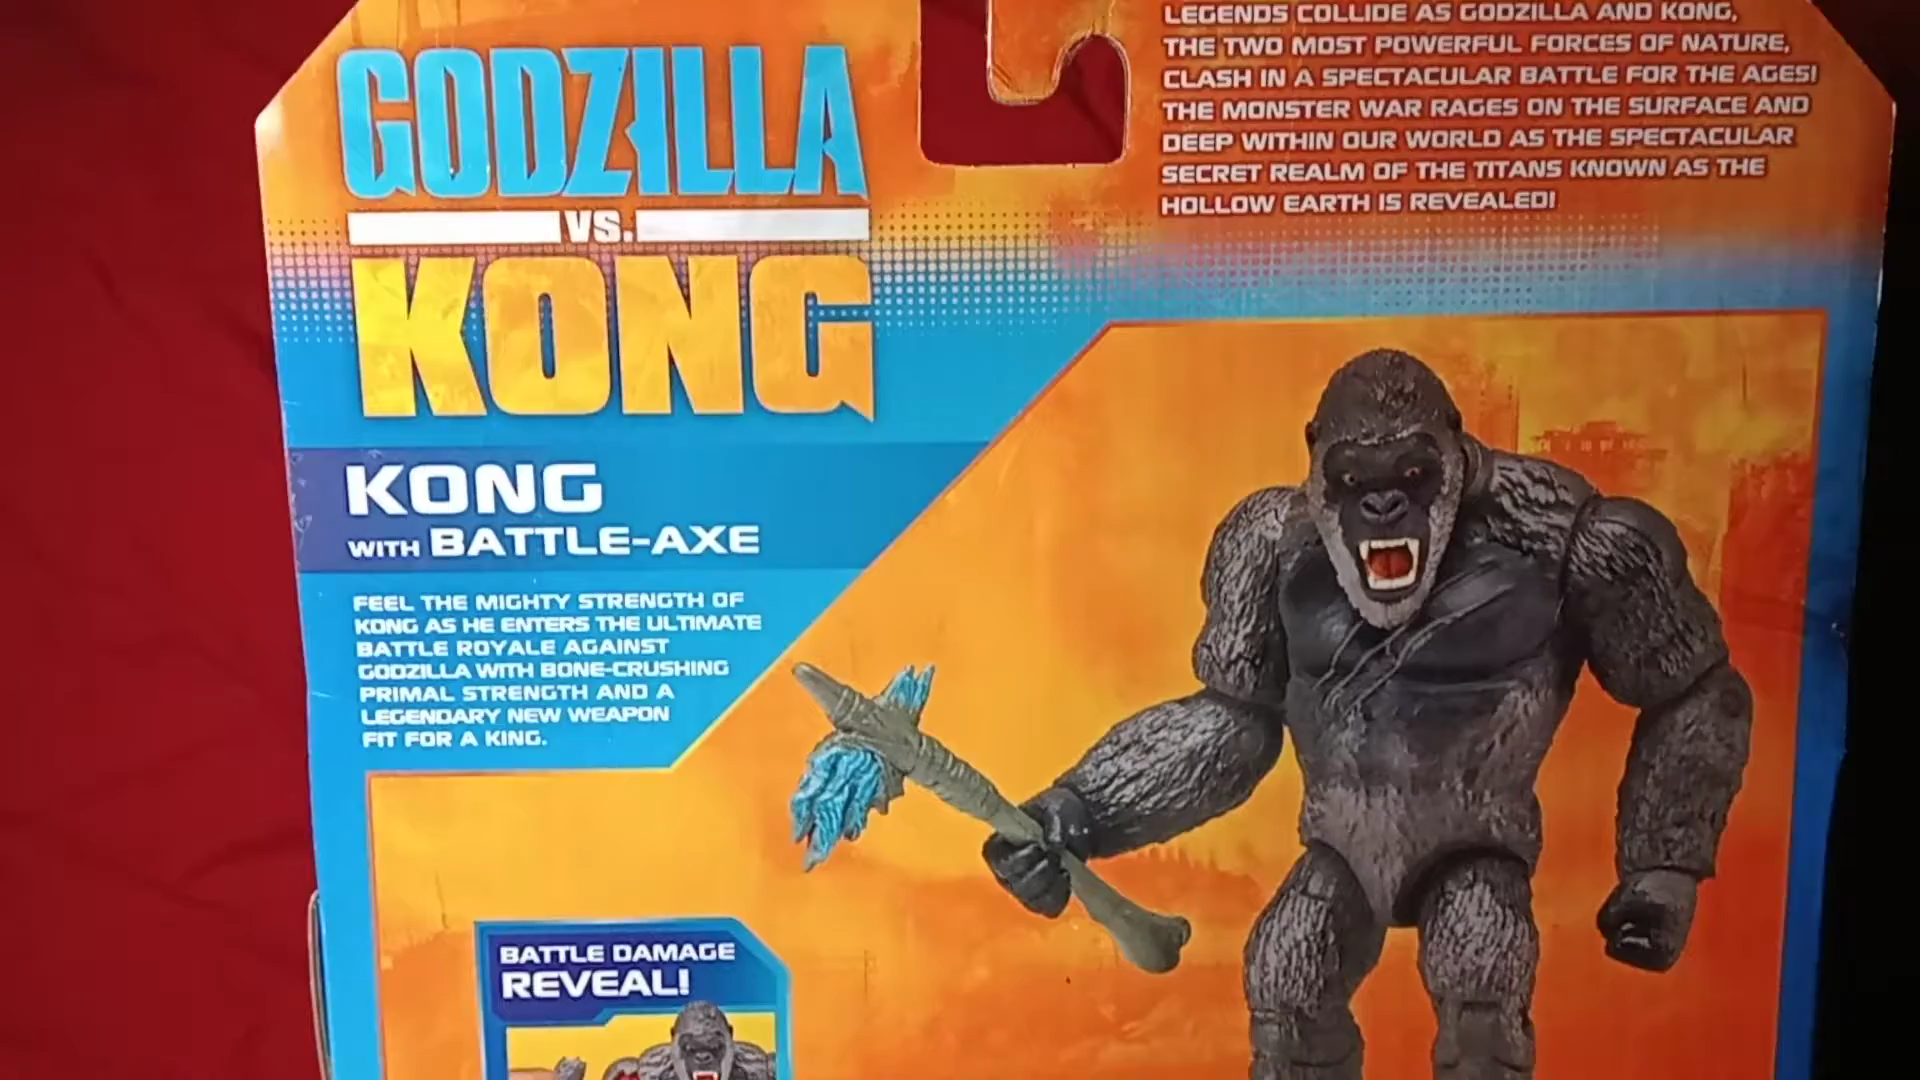 GODZILLA
VS.
KONG
LEGENDS COLLIDE AS GODZILLA AND KONG,
THE TWO MOST POWERFUL FORCES OF NATURE,
CLASH IN A SPECTACULAR BATTLE FOR THE AGES!
THE MONSTER WAR RAGES ON THE SURFACE AND
DEEP WITHIN OUR WORLD AS THE SPECTACULAR
SECRET REALM OF THE TITANS KNOWN AS THE
HOLLOW EARTH IS REVEALED!
KONG
WITH BATTLE-AXE
FEEL THE MIGHTY STRENGTH OF
KONG AS HE ENTERS THE ULTIMATE
BATTLE ROYALE AGAINST
GODZILLA WITH BONE-CRUSHING
PRIMAL STRENGTH AND A
LEGENDARY NEW WEAPON
FIT FOR A KING.
BATTLE DAMAGE
REVEAL!